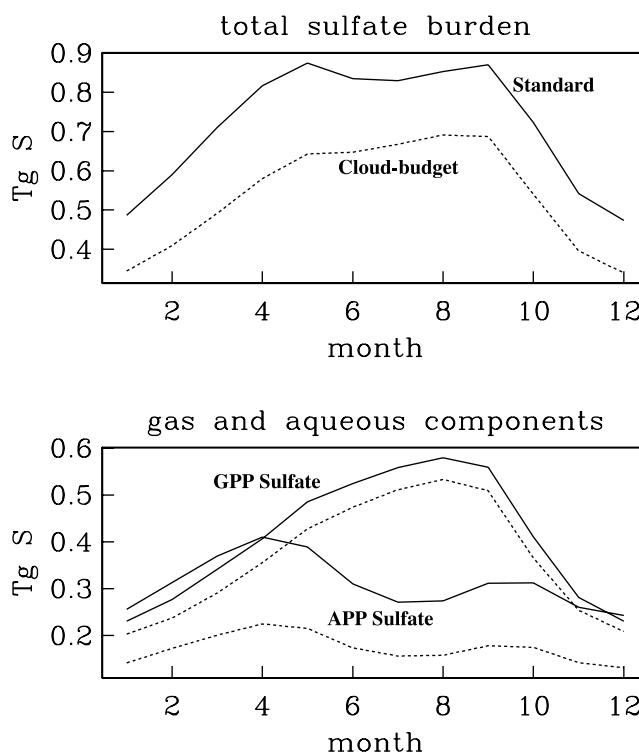 total sulfate burden
0.9
0.8
0.7
0.6
0.5
0.4
Tg S
Standard
Cloud-budget
2 4 6 8 10 12
month
gas and aqueous components
0.6
0.5
0.4
0.3
0.2
Tg S
GPP Sulfate
APP Sulfate
2 4 6 8 10 12
month